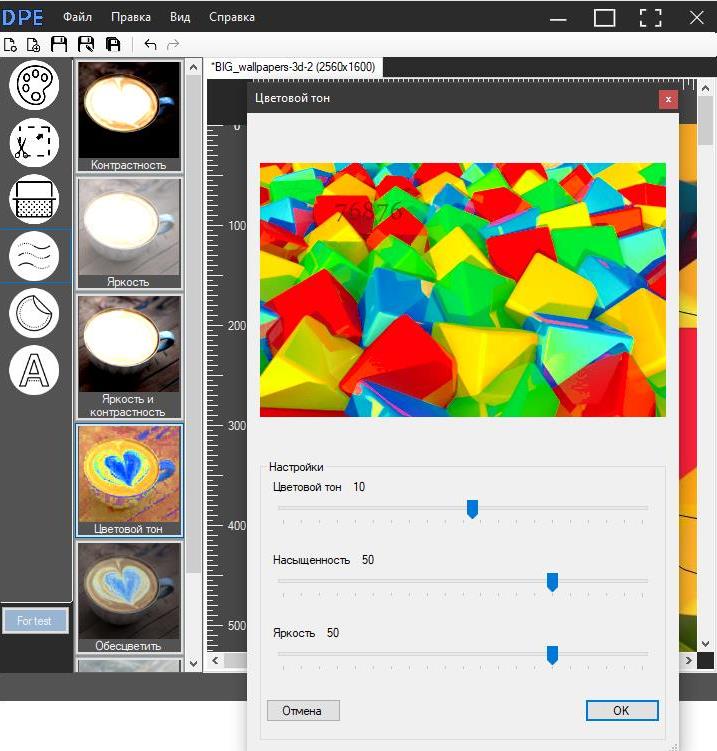 DPE Файл Правка Вид Справка
*BIG_wallpapers-3d-2 (2560x1600)
Контрастность
Яркость
Яркость и
контрастность
Цветовой тон
Обесцветить
For test
0
100
200
300
400
500
Цветовой тон
x
76876
Настройки
Цветовой тон 10
Насыщенность 50
Яркость 50
Отмена
OK
A